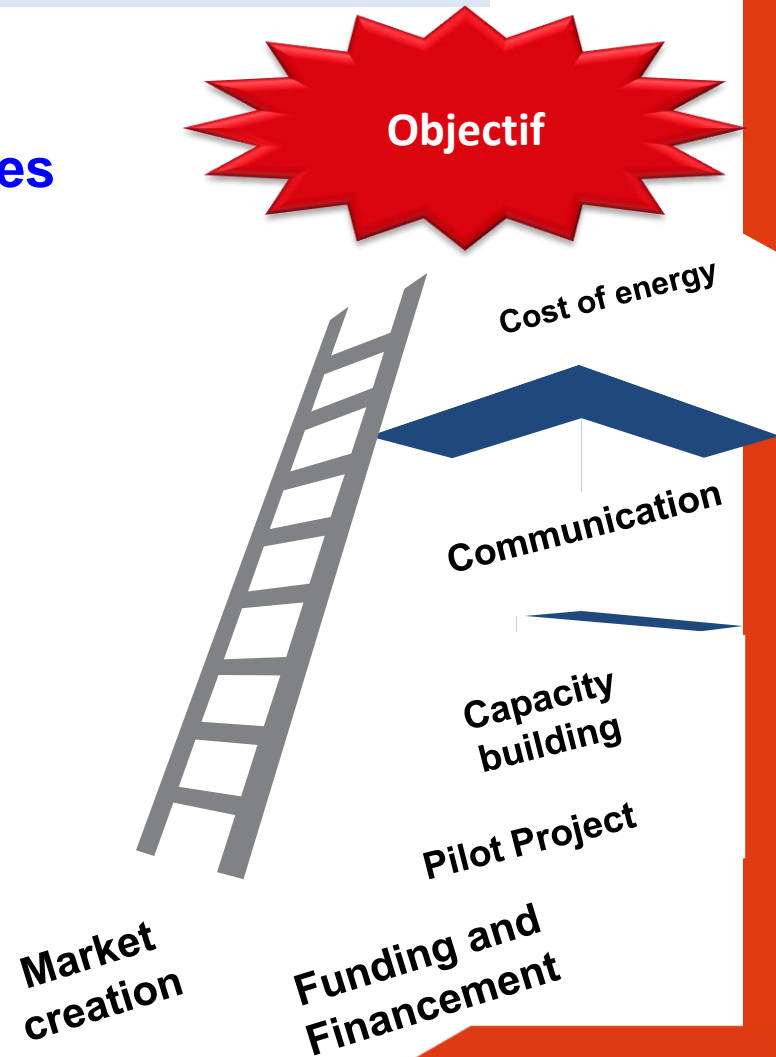 Objectif
es
Cost of energy
Communication
Capacity
building
Pilot Project
Market
creation
Funding and
Financement